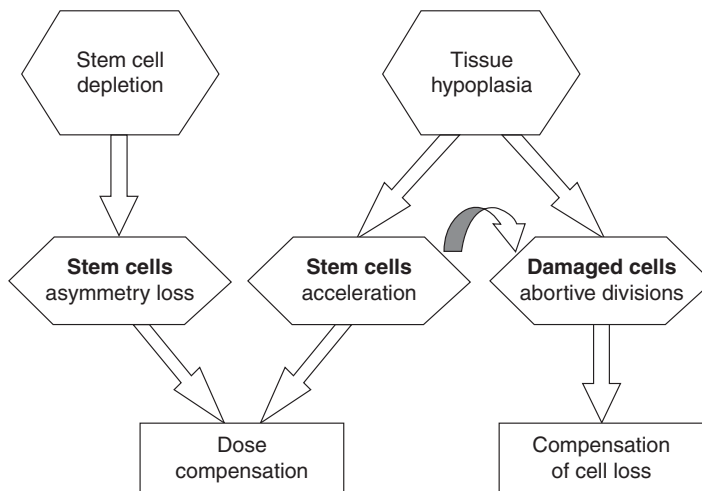 Stem cell
depletion
Tissue
hypoplasia
Stem cells
asymmetry loss
Stem cells
acceleration
Damaged cells
abortive divisions
Dose
compensation
Compensation
of cell loss